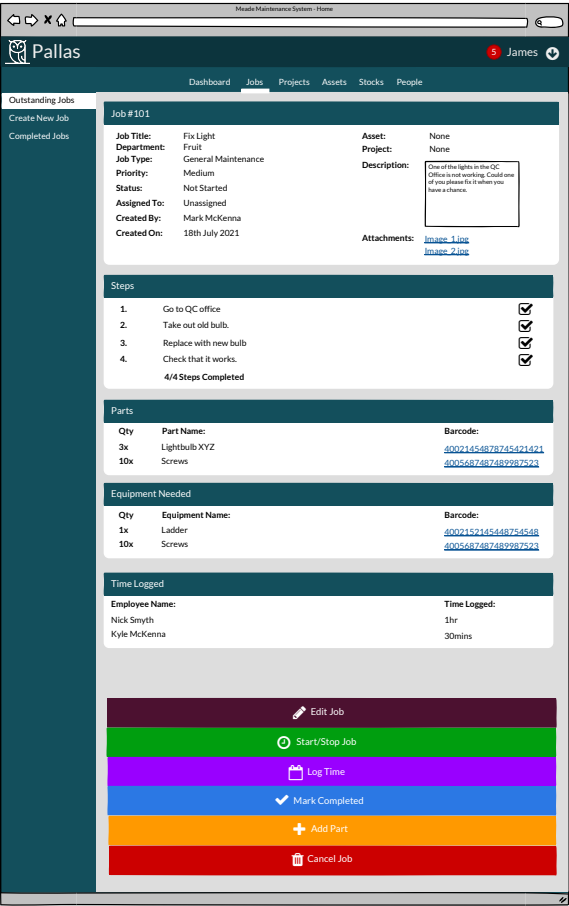 Meade Maintenance System - Home
Pallas
5 James
Dashboard Jobs Projects Assets Stocks People
Outstanding Jobs
Create New Job
Completed Jobs
Job #101
Job Title: Fix Light
Department: Fruit
Job Type: General Maintenance
Priority: Medium
Status: Not Started
Assigned To: Unassigned
Created By: Mark McKenna
Created On: 18th July 2021
Asset: None
Project: None
Description:
One of the lights in the QC
Office is not working. Could one
of you please fix it when you
have a chance.
Attachments: Image_1.jpg
Image_2.jpg
Steps
1. Go to QC office
2. Take out old bulb.
3. Replace with new bulb
4. Check that it works.
4/4 Steps Completed
Parts
Qty Part Name: Barcode:
3x Lightbulb XYZ 40021454878745421421
10x Screws 4005687487489987523
Equipment Needed
Qty Equipment Name: Barcode:
1x Ladder 4002152145448754548
10x Screws 4005687487489987523
Time Logged
Employee Name: Time Logged:
Nick Smyth 1hr
Kyle McKenna 30mins
Edit Job
Start/Stop Job
Log Time
Mark Completed
Add Part
Cancel Job